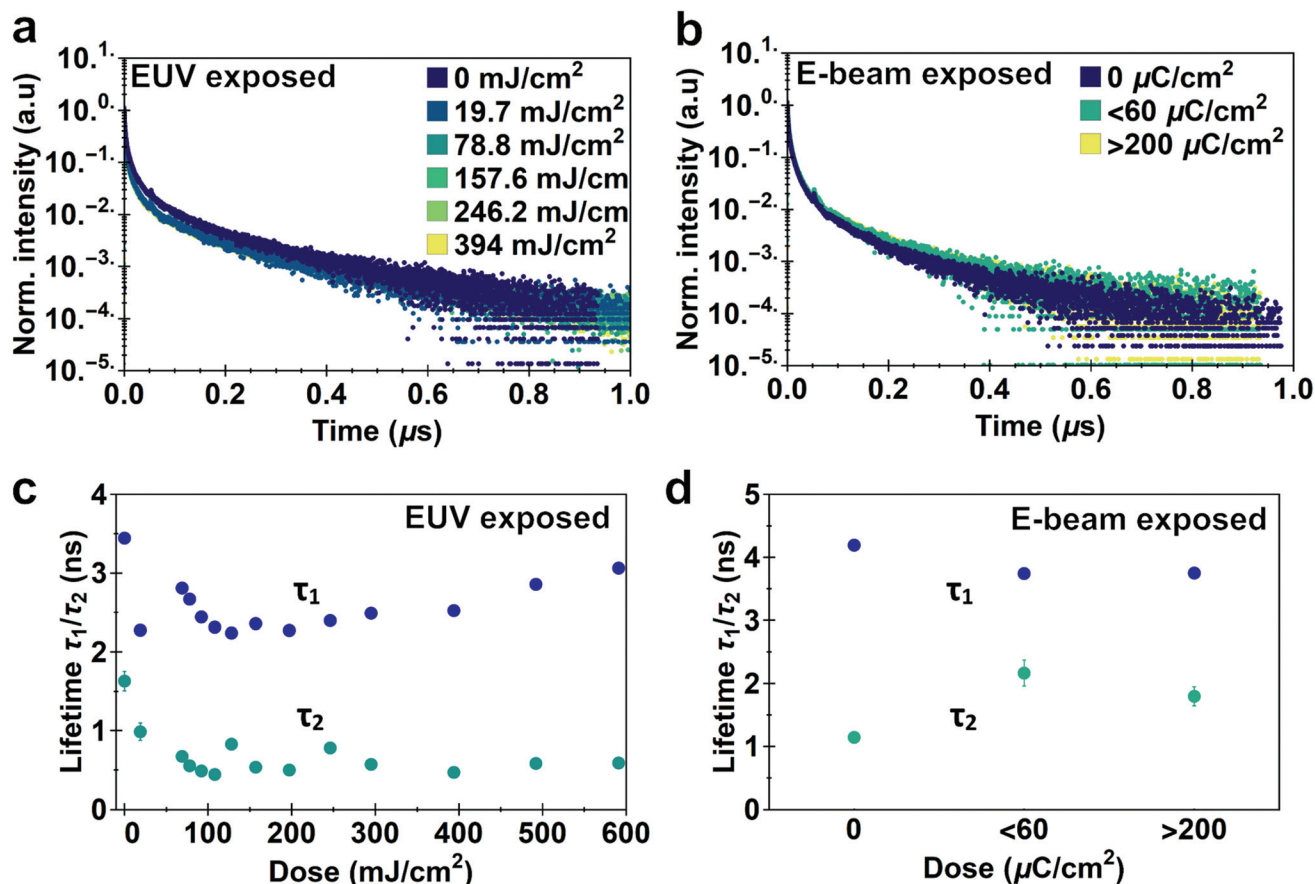 a
EUV exposed
0 mJ/cm²
19.7 mJ/cm²
78.8 mJ/cm²
157.6 mJ/cm
246.2 mJ/cm
394 mJ/cm²
Norm. intensity (a.u)
10.¹·
10.⁰·
10.⁻¹·
10.⁻²·
10.⁻³·
10.⁻⁴·
10.⁻⁵·
0.0 0.2 0.4 0.6 0.8 1.0
Time (µs)
b
E-beam exposed
0 µC/cm²
<60 µC/cm²
>200 µC/cm²
Norm. intensity (a.u)
10.¹·
10.⁰·
10.⁻¹·
10.⁻²·
10.⁻³·
10.⁻⁴·
10.⁻⁵·
0.0 0.2 0.4 0.6 0.8 1.0
Time (µs)
c
EUV exposed
Lifetime τ₁/τ₂ (ns)
4
3
2
1
0
τ₁
τ₂
0 100 200 300 400 500 600
Dose (mJ/cm²)
d
E-beam exposed
Lifetime τ₁/τ₂ (ns)
5
4
3
2
1
0
τ₁
τ₂
0 <60 >200
Dose (µC/cm²)